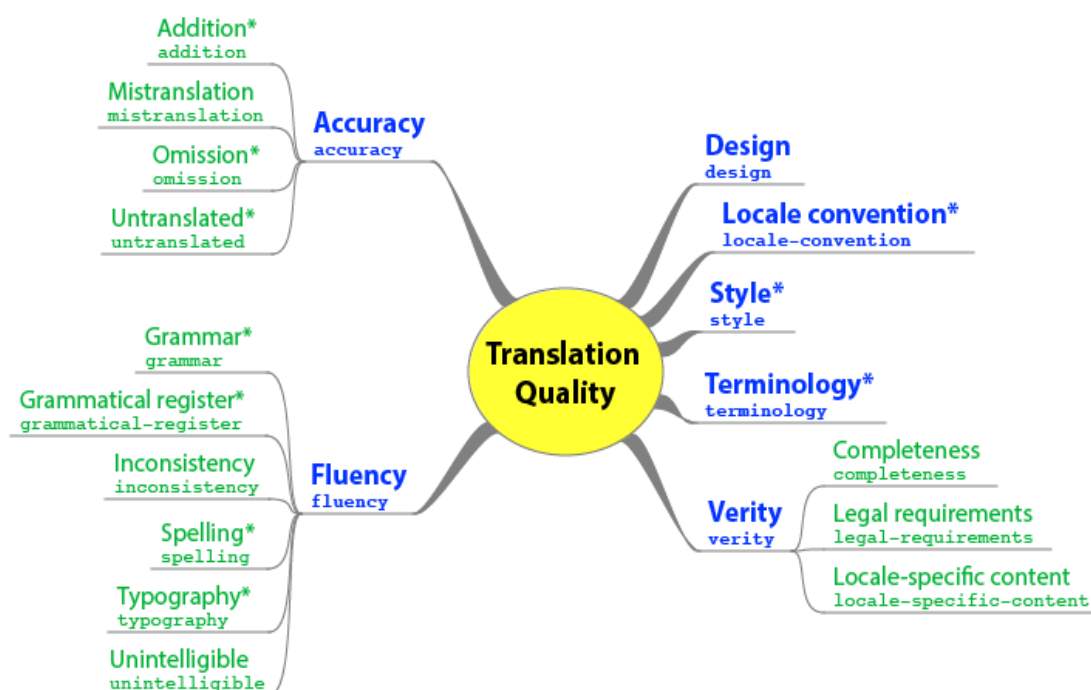 Addition*
addition
Mistranslation
mistranslation
Omission*
omission
Untranslated*
untranslated
Accuracy
accuracy
Grammar*
grammar
Grammatical register*
grammatical-register
Inconsistency
inconsistency
Spelling*
spelling
Typography*
typography
Unintelligible
unintelligible
Fluency
fluency
Translation
Quality
Design
design
Locale convention*
locale-convention
Style*
style
Terminology*
terminology
Verity
verity
Completeness
completeness
Legal requirements
legal-requirements
Locale-specific content
locale-specific-content